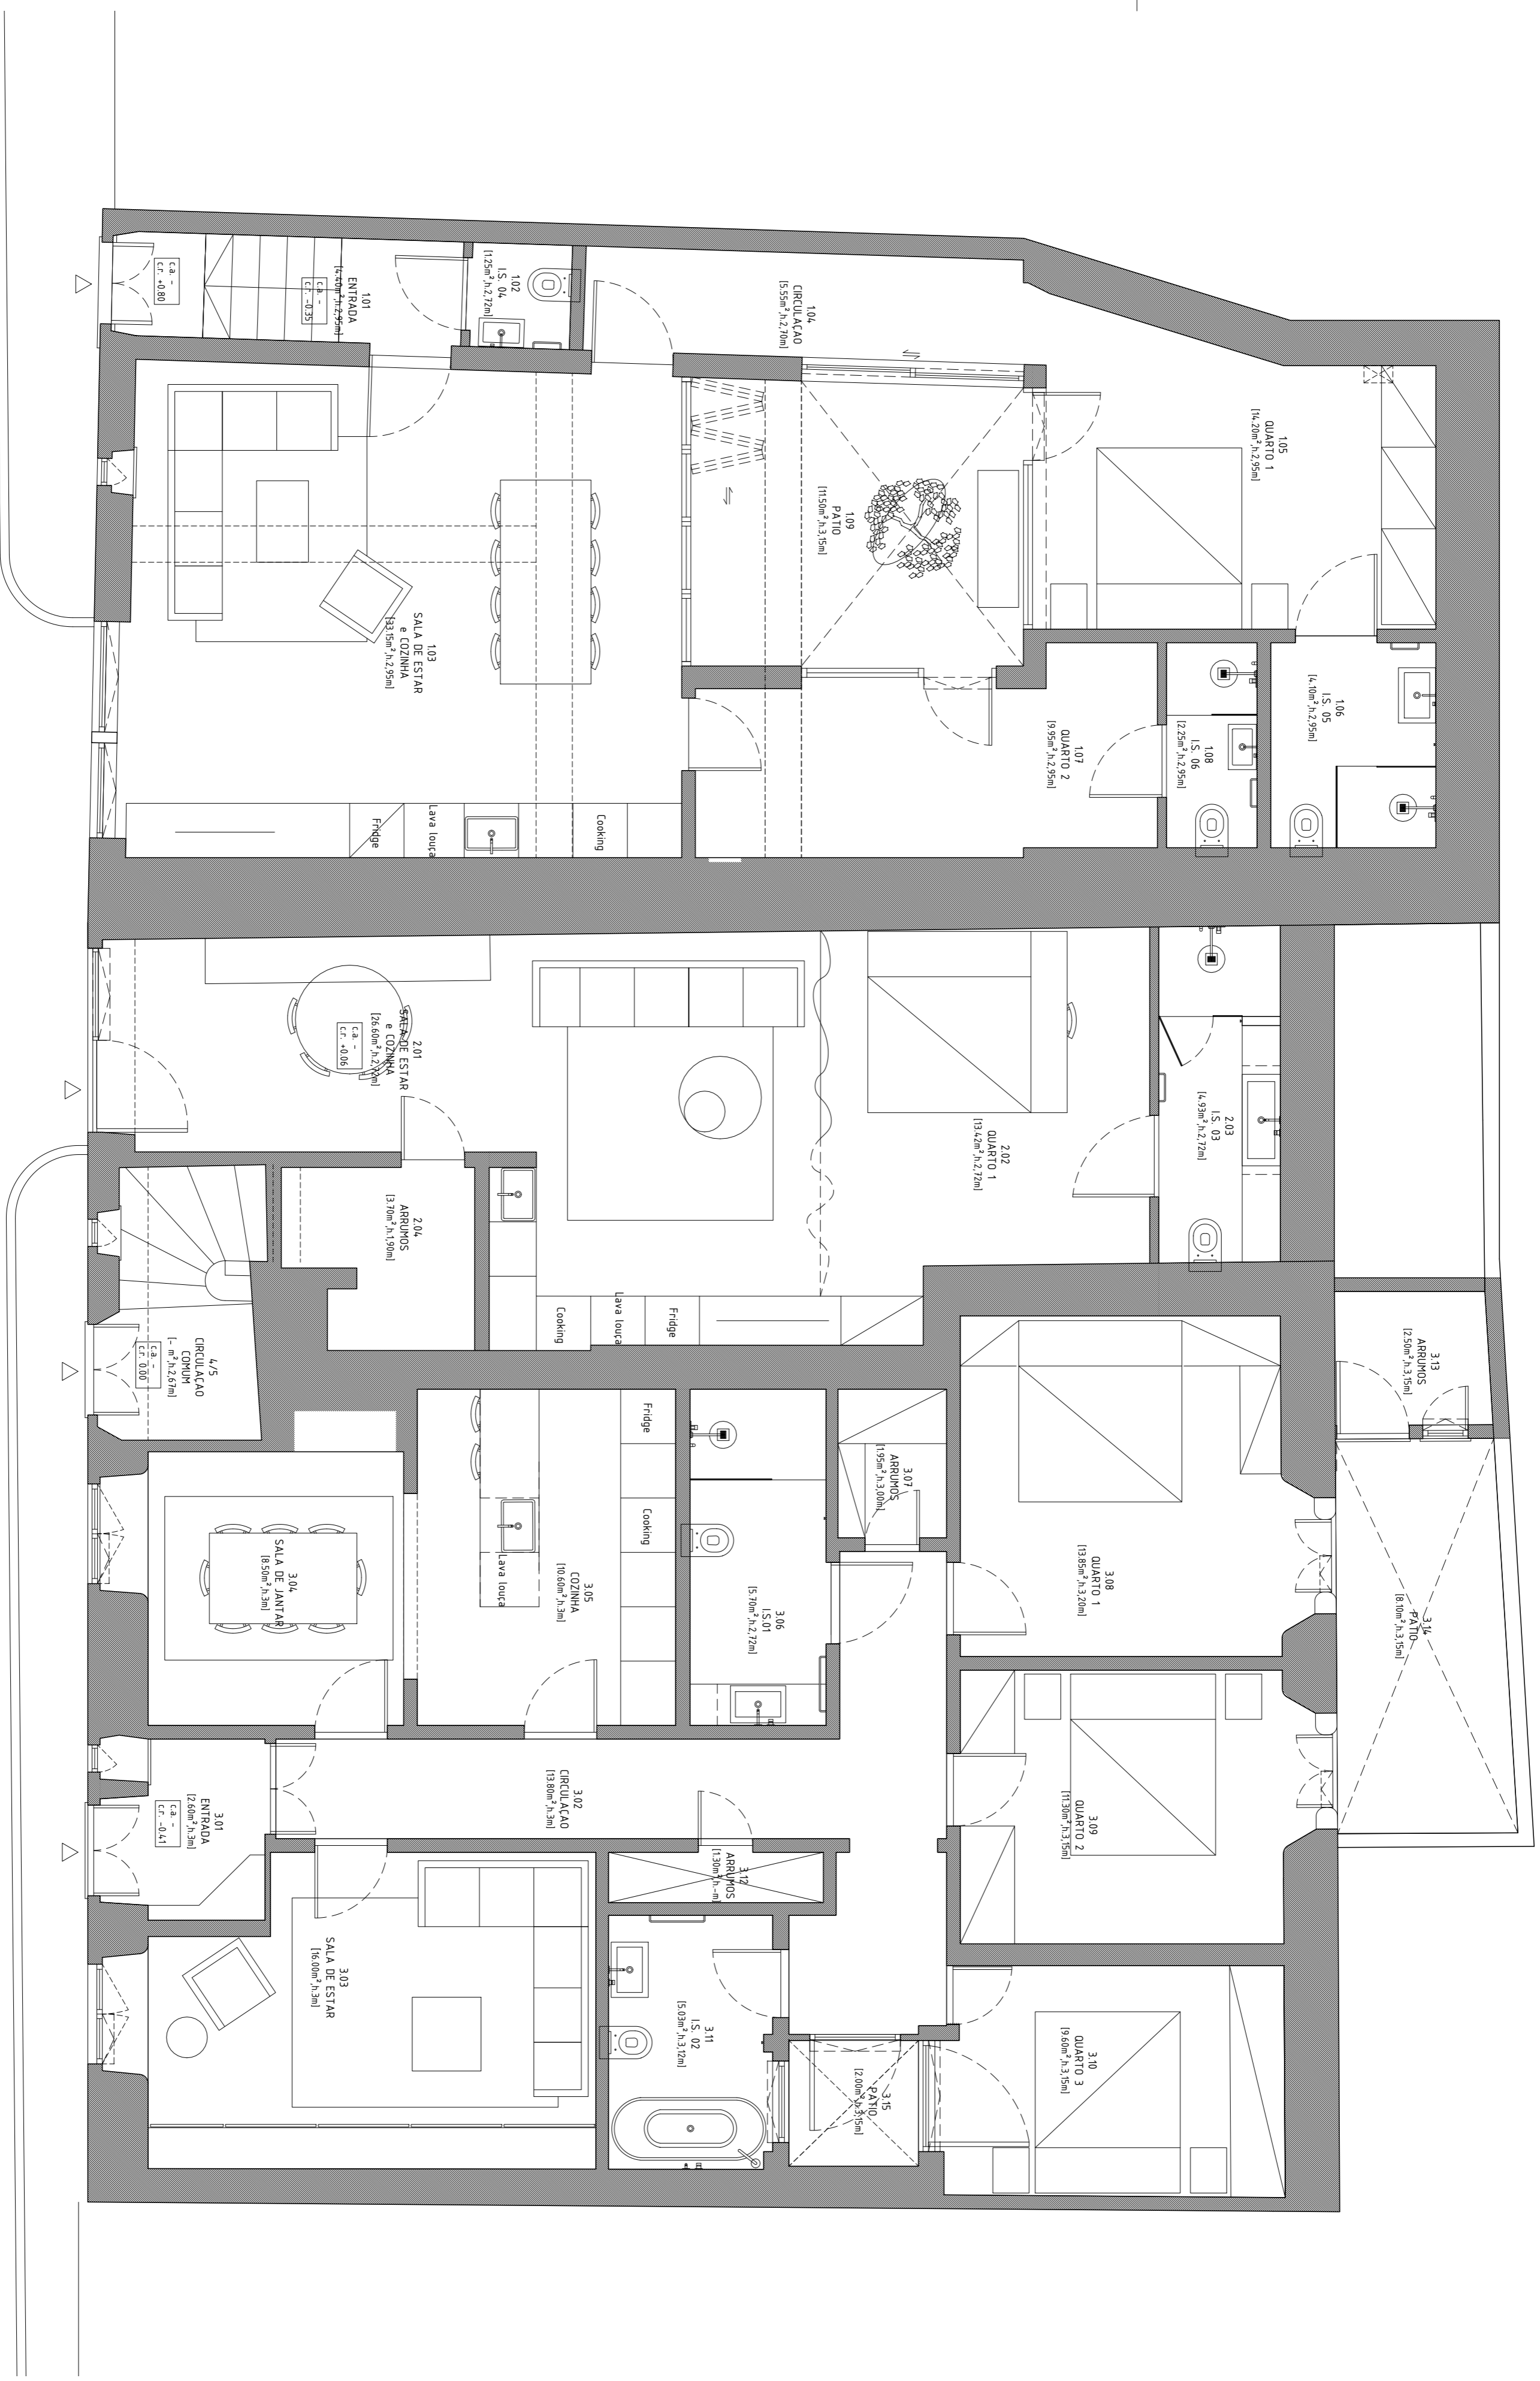 1.01
ENTRADA
[4.40m²,h.2,95m]
c.a. -
c.r. +0.80
c.a. -
c.r. -0.35
1.02
I.S. 04
[1.25m²,h.2,72m]
1.03
SALA DE ESTAR
e COZINHA
[33.15m²,h.2,95m]
Fridge
Lava louça
Cooking
1.04
CIRCULAÇAO
[5.55m²,h.2,70m]
1.05
QUARTO 1
[14.20m²,h.2,95m]
1.06
I.S. 05
[4.10m²,h.2,95m]
1.07
QUARTO 2
[9.95m²,h.2,95m]
1.08
I.S. 06
[2.25m²,h.2,95m]
1.09
PATIO
[11.50m²,h.3,15m]
2.01
SALA DE ESTAR
e COZINHA
[26.60m²,h.2,72m]
c.a. -
c.r. +0.06
2.02
QUARTO 1
[13.42m²,h.2,72m]
2.03
I.S. 03
[4.93m²,h.2,72m]
2.04
ARRUMOS
[3.70m²,h.1,90m]
Cooking
Lava louça
Fridge
4/5
CIRCULAÇAO
COMUM
[- m²,h.2,67m]
c.a. -
c.r. 0.00
3.01
ENTRADA
[2.60m²,h.3m]
c.a. -
c.r. -0.41
3.02
CIRCULAÇAO
[13.80m²,h.3m]
3.03
SALA DE ESTAR
[16.00m²,h.3m]
3.04
SALA DE JANTAR
[8.50m²,h.3m]
3.05
COZINHA
[10.60m²,h.3m]
Fridge
Cooking
Lava louça
3.06
I.S.01
[5.70m²,h.2,72m]
3.07
ARRUMOS
[1.95m²,h.3,00m]
3.08
QUARTO 1
[13.85m²,h.3,20m]
3.09
QUARTO 2
[11.30m²,h.3,15m]
3.10
QUARTO 3
[9.60m²,h.3,15m]
3.11
I.S. 02
[5.03m²,h.3,12m]
3.12
ARRUMOS
[1.30m²,h.-m]
3.13
ARRUMOS
[2.50m²,h.3,15m]
3.14
PATIO
[8.10m²,h.3,15m]
3.15
PATIO
[2.00m²,h.3,15m]